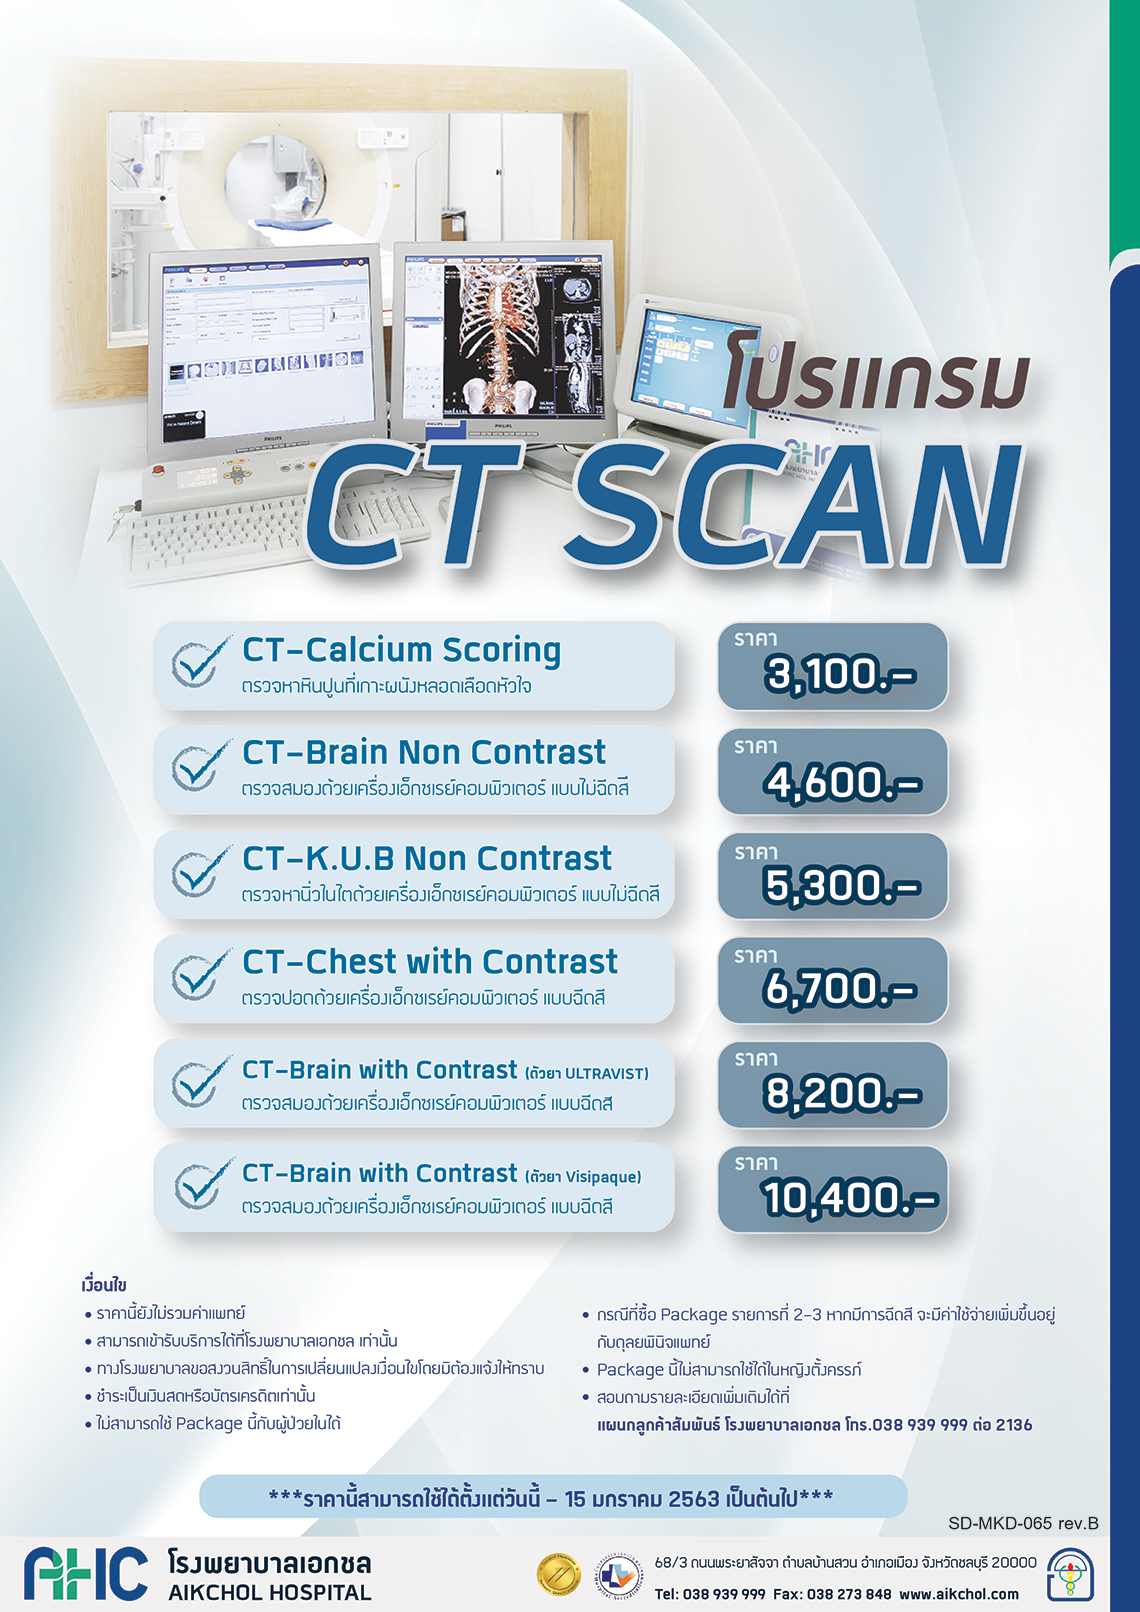 PHILIPS
PHILIPS
PHILIPS
PHILIPS
โปรแกรม
CT SCAN
CT-Calcium Scoring
ตรวจหาหินปูนที่เกาะผนังหลอดเลือดหัวใจ
ราคา
3,100.-
CT-Brain Non Contrast
ตรวจสมองด้วยเครื่องเอ็กซเรย์คอมพิวเตอร์ แบบไม่ฉีดสี
ราคา
4,600.-
CT-K.U.B Non Contrast
ตรวจหานิ่วในไตด้วยเครื่องเอ็กซเรย์คอมพิวเตอร์ แบบไม่ฉีดสี
ราคา
5,300.-
CT-Chest with Contrast
ตรวจปอดด้วยเครื่องเอ็กซเรย์คอมพิวเตอร์ แบบฉีดสี
ราคา
6,700.-
CT-Brain with Contrast (ตัวยา ULTRAVIST)
ตรวจสมองด้วยเครื่องเอ็กซเรย์คอมพิวเตอร์ แบบฉีดสี
ราคา
8,200.-
CT-Brain with Contrast (ตัวยา Visipaque)
ตรวจสมองด้วยเครื่องเอ็กซเรย์คอมพิวเตอร์ แบบฉีดสี
ราคา
10,400.-
เงื่อนไข
• ราคานี้ยังไม่รวมค่าแพทย์
• สามารถเข้ารับบริการได้ที่โรงพยาบาลเอกชล เท่านั้น
• ทางโรงพยาบาลขอสงวนสิทธิ์ในการเปลี่ยนแปลงเงื่อนไขโดยมิต้องแจ้งให้ทราบ
• ชำระเป็นเงินสดหรือบัตรเครดิตเท่านั้น
• ไม่สามารถใช้ Package นี้กับผู้ป่วยในได้
• กรณีที่ซื้อ Package รายการที่ 2-3 หากมีการฉีดสี จะมีค่าใช้จ่ายเพิ่มขึ้นอยู่
กับดุลยพินิจแพทย์
• Package นี้ไม่สามารถใช้ได้ในหญิงตั้งครรภ์
• สอบถามรายละเอียดเพิ่มเติมได้ที่
แผนกลูกค้าสัมพันธ์ โรงพยาบาลเอกชล โทร.038 939 999 ต่อ 2136
***ราคานี้สามารถใช้ได้ตั้งแต่วันนี้ - 15 มกราคม 2563 เป็นต้นไป***
SD-MKD-065 rev.B
AHC
โรงพยาบาลเอกชล
AIKCHOL HOSPITAL
68/3 ถนนพระยาสัจจา ตำบลบ้านสวน อำเภอเมือง จังหวัดชลบุรี 20000
Tel: 038 939 999 Fax: 038 273 848 www.aikchol.com